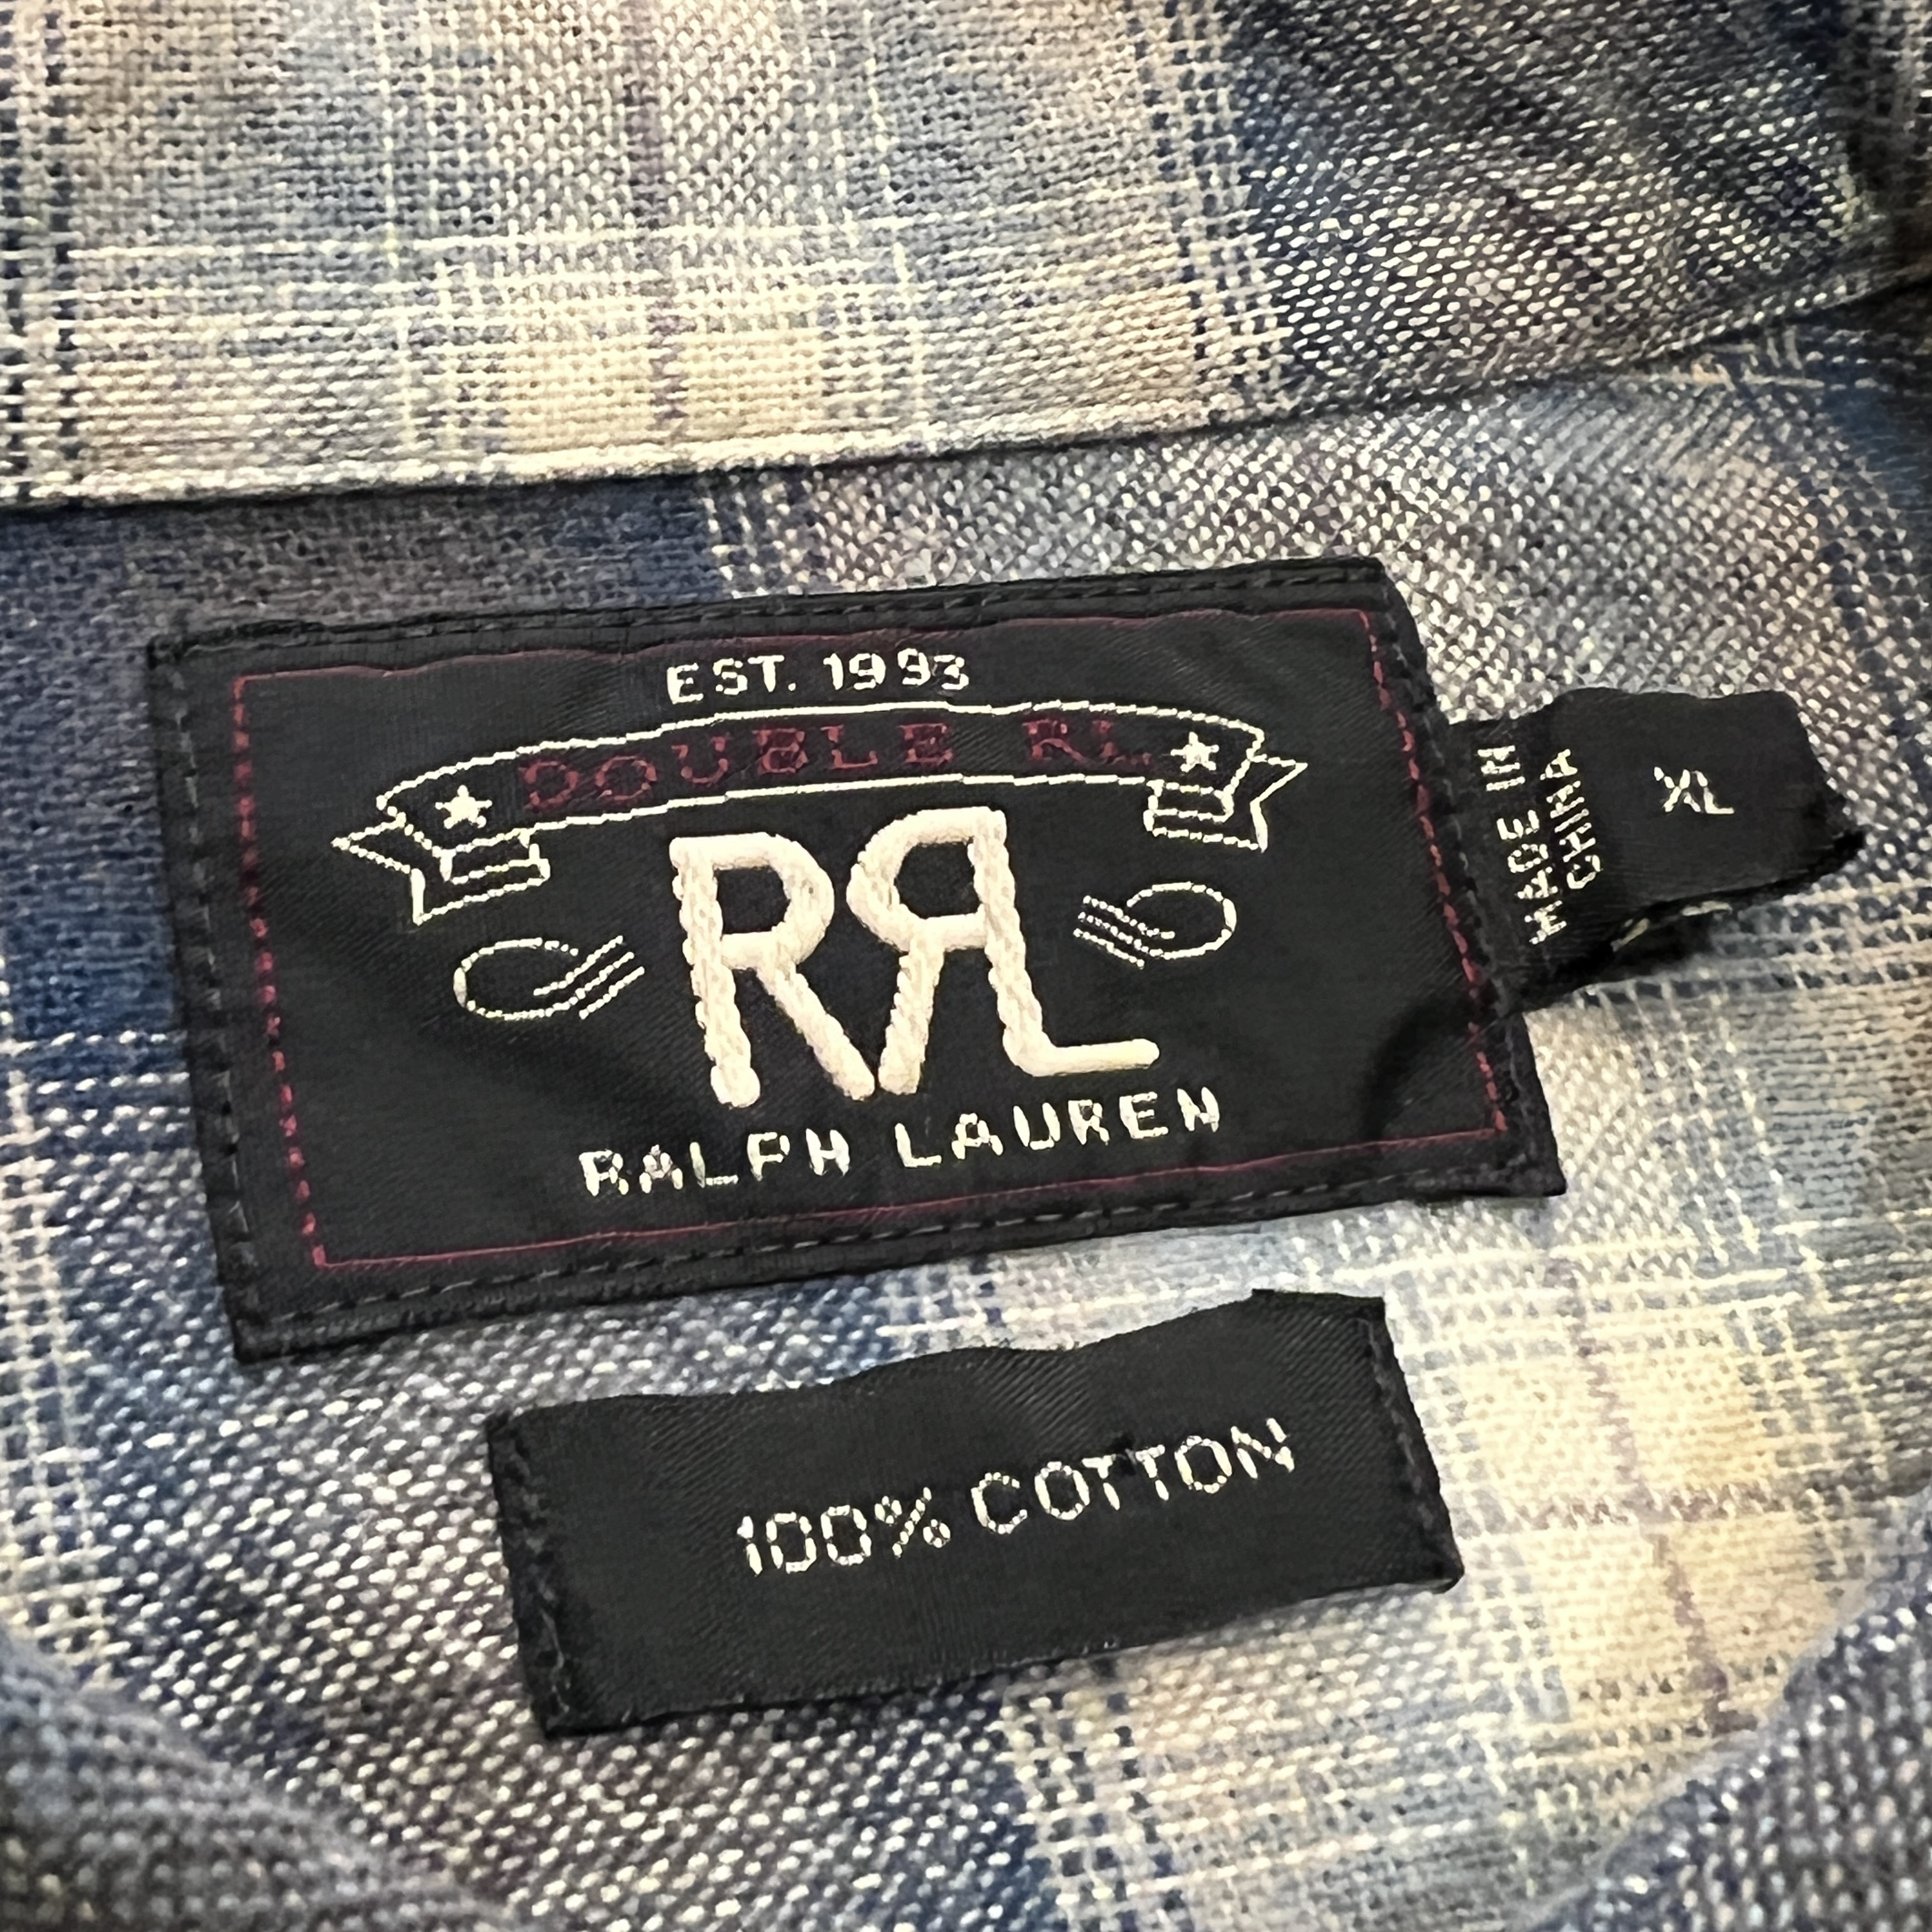 EST. 1993
DOUBLE RL
RRL
RALPH LAUREN
MADE IN
CHINA
XL
100% COTTON